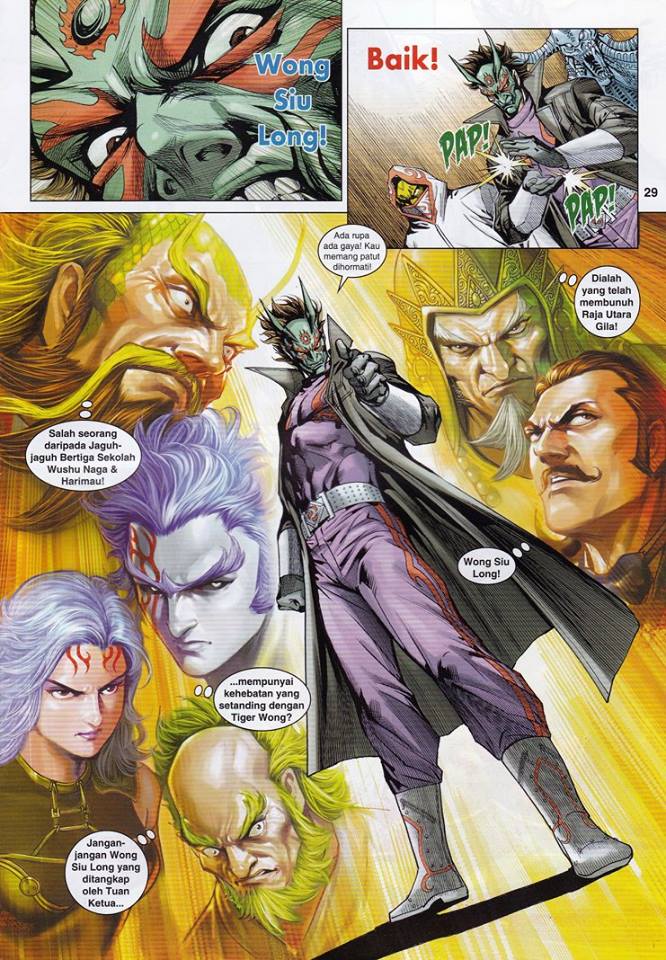 Wong
Siu
Long!
Baik!
PAP!
PAP!
29
Ada rupa
ada gaya! Kau
memang patut
dihormati!
Dialah
yang telah
membunuh
Raja Utara
Gila!
Salah seorang
daripada Jaguh-
jaguh Bertiga Sekolah
Wushu Naga &
Harimau!
Wong Siu
Long!
...mempunyai
kehebatan yang
setanding dengan
Tiger Wong?
Jangan-
jangan Wong
Siu Long yang
ditangkap
oleh Tuan
Ketua...